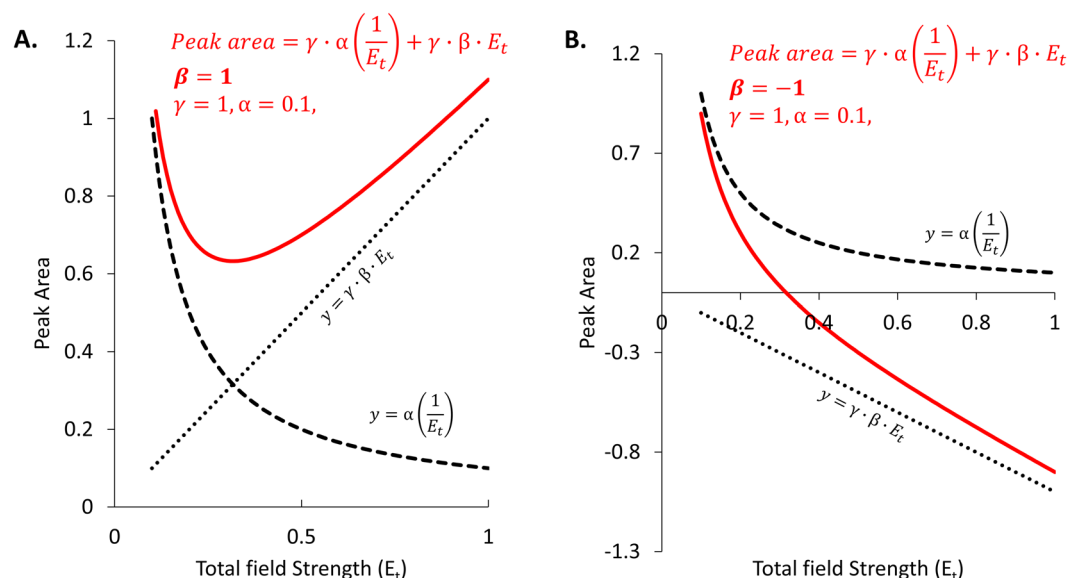 A.
Peak area = γ · α(1/E_t) + γ · β · E_t
β = 1
γ = 1, α = 0.1,
1.2
1
0.8
0.6
0.4
0.2
0
Peak Area
y = γ · β · E_t
y = α(1/E_t)
0
0.5
1
Total field Strength (E_t)
B.
Peak area = γ · α(1/E_t) + γ · β · E_t
β = −1
γ = 1, α = 0.1,
1.2
0.7
0.2
-0.3
-0.8
-1.3
Peak Area
y = α(1/E_t)
0
0.2
0.4
0.6
0.8
1
y = γ · β · E_t
Total field Strength (E_t)